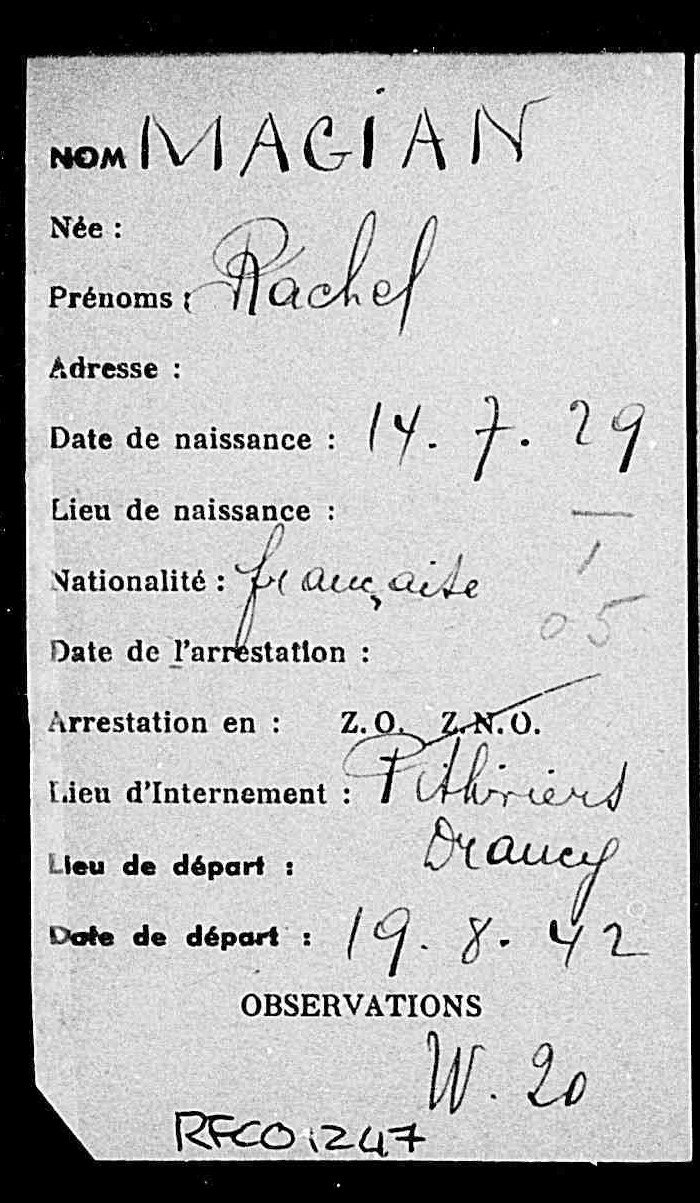 NOM MAGIAN
Née :
Prénoms : Rachel
Adresse :
Date de naissance : 14. 7. 29
Lieu de naissance : —
Nationalité : française
05
Date de l'arrestation :
Arrestation en : Z.O. Z.N.O.
Lieu d'Internement : Pithiviers
Lieu de départ : Drancy
Date de départ : 19. 8. 42
OBSERVATIONS
W. 20
RFCO1247